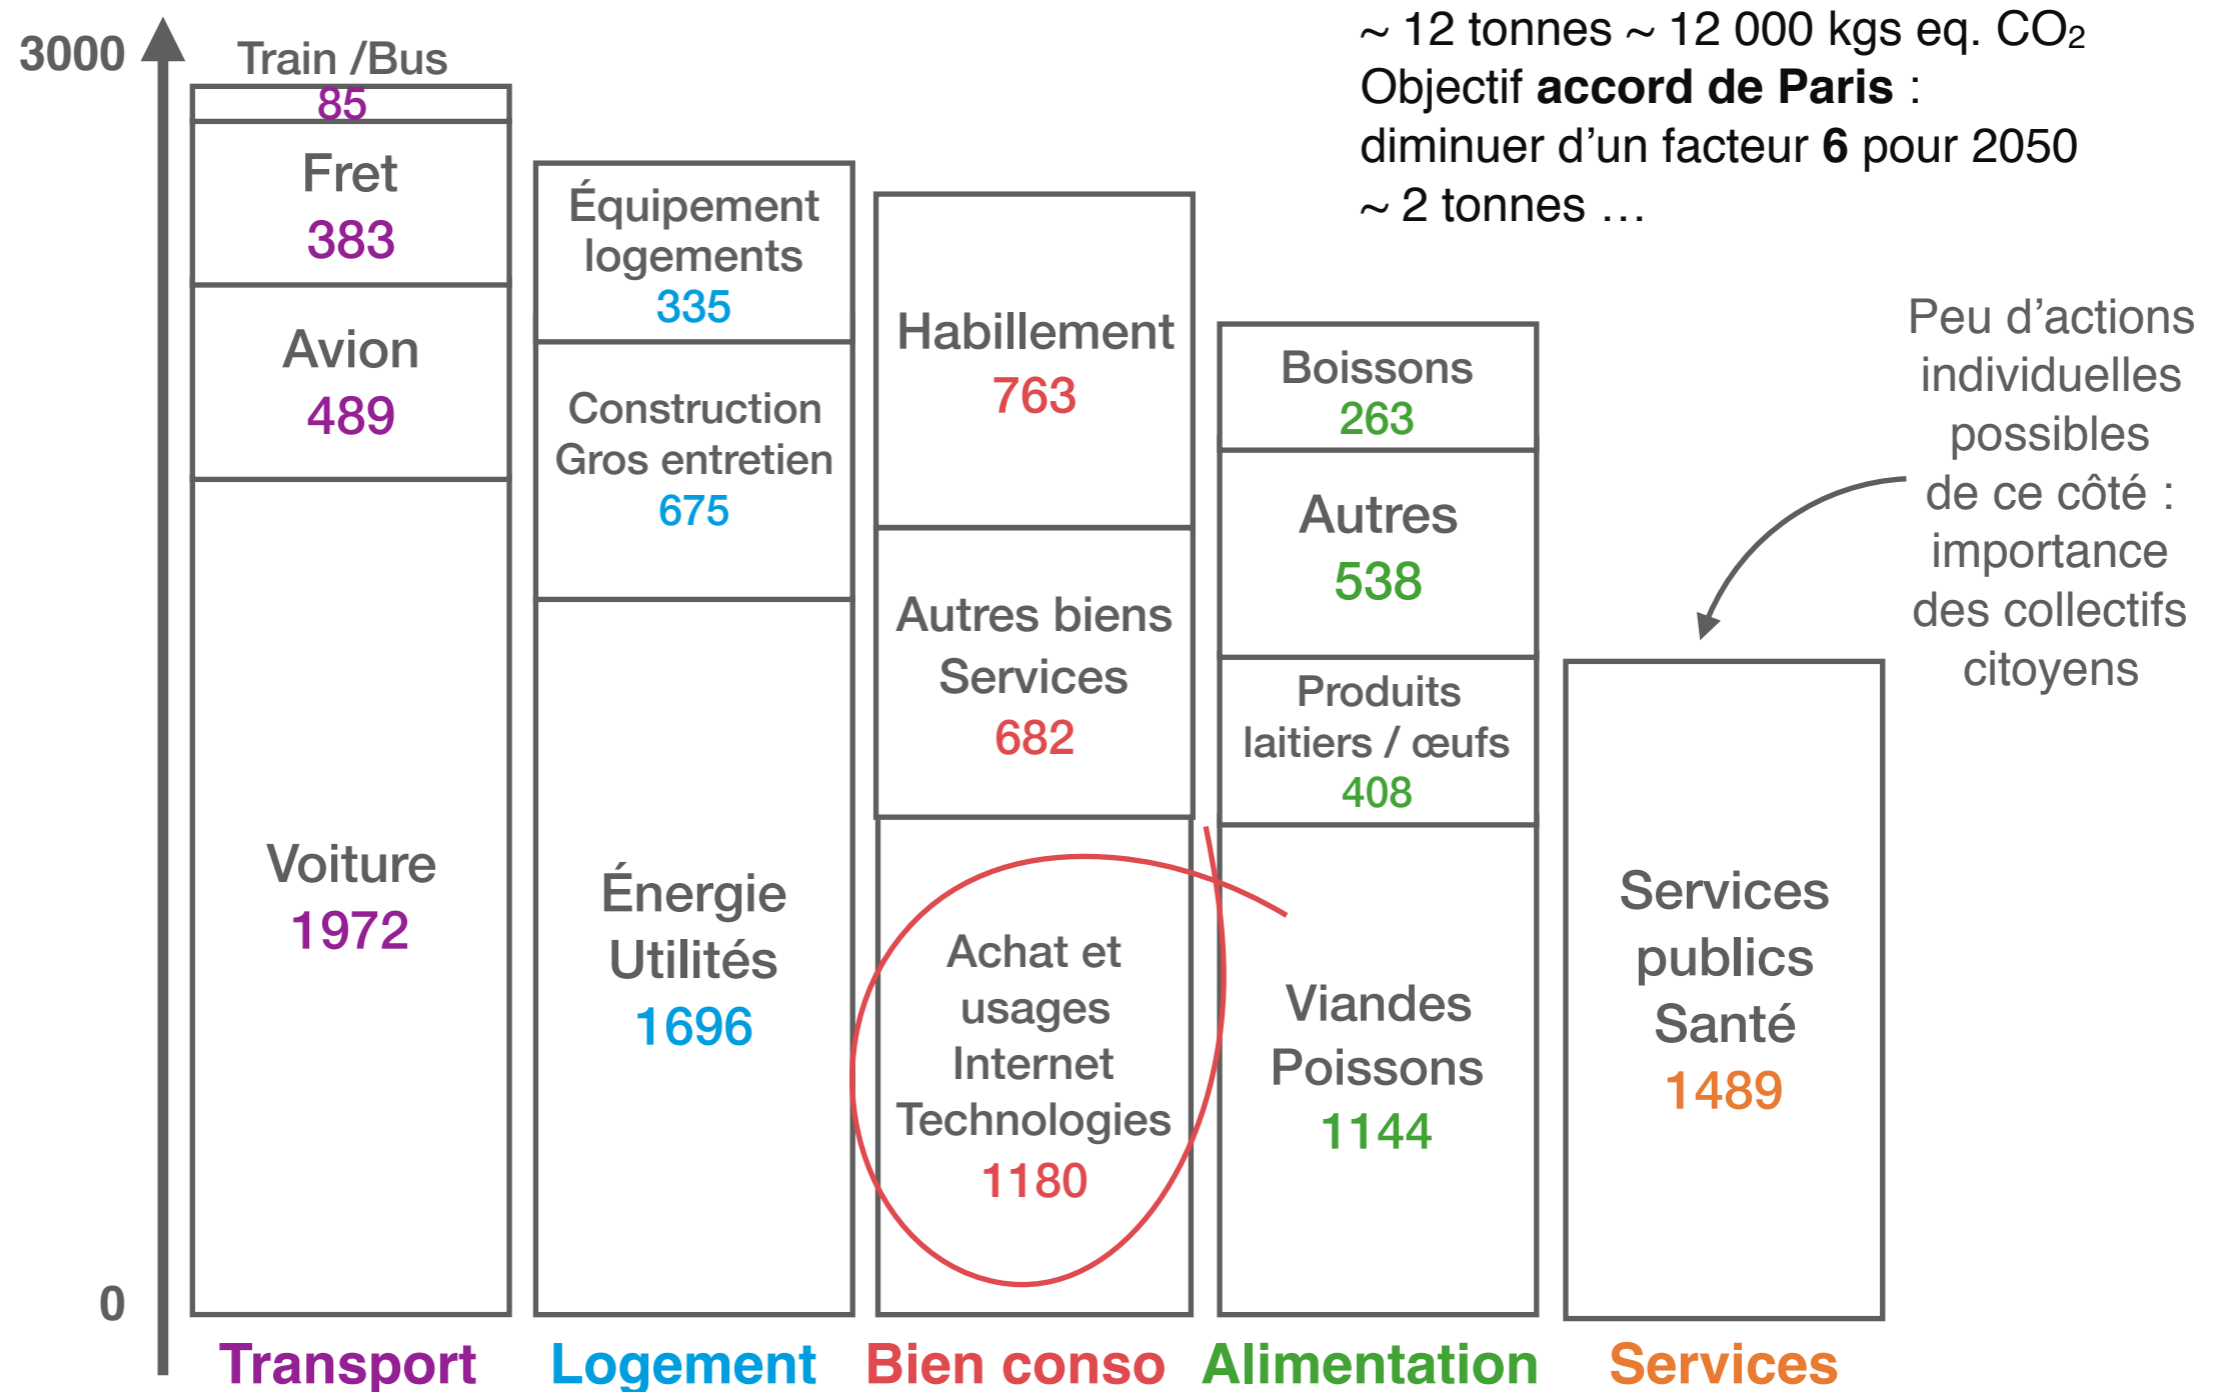 3000
0
Train /Bus
85
Fret
383
Avion
489
Voiture
1972
Transport
Équipement
logements
335
Construction
Gros entretien
675
Énergie
Utilités
1696
Logement
Habillement
763
Autres biens
Services
682
Achat et
usages
Internet
Technologies
1180
Bien conso
Boissons
263
Autres
538
Produits
laitiers / œufs
408
Viandes
Poissons
1144
Alimentation
Services
publics
Santé
1489
Services
~ 12 tonnes ~ 12 000 kgs eq. CO₂
Objectif accord de Paris :
diminuer d’un facteur 6 pour 2050
~ 2 tonnes …
Peu d’actions
individuelles
possibles
de ce côté :
importance
des collectifs
citoyens